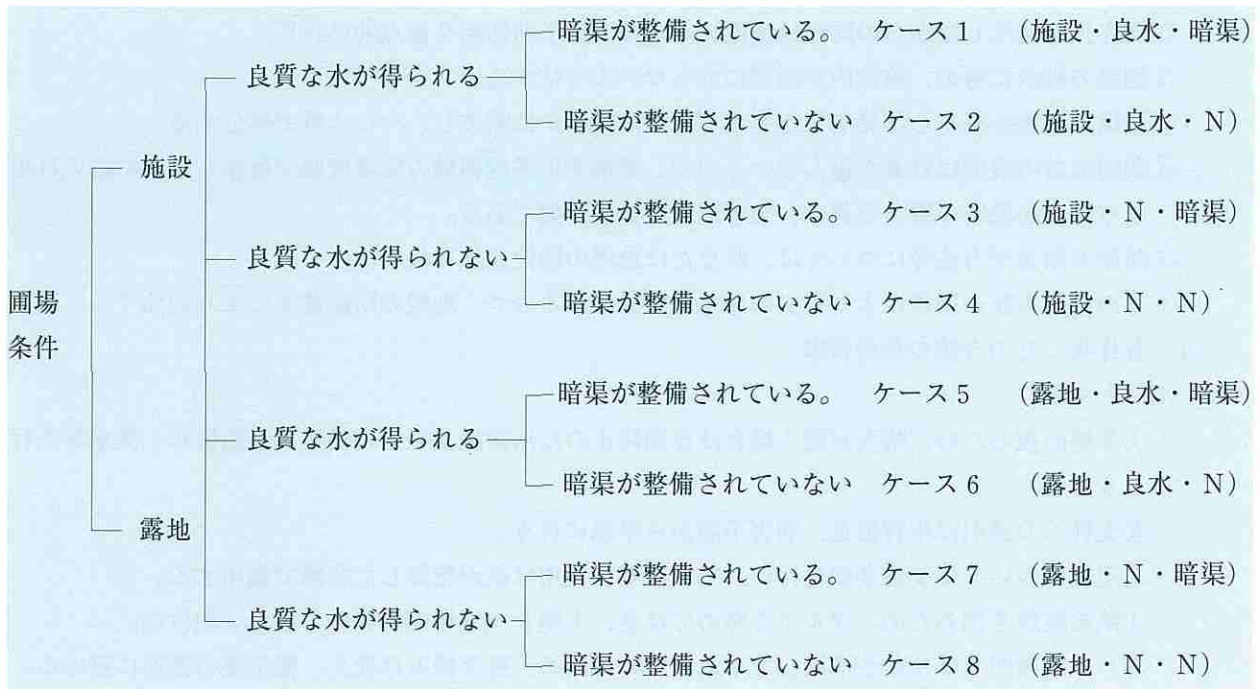 暗渠が整備されている。 ケース1 (施設・良水・暗渠)
良質な水が得られる
暗渠が整備されていない ケース2 (施設・良水・N)
施設
暗渠が整備されている。 ケース3 (施設・N・暗渠)
良質な水が得られない
暗渠が整備されていない ケース4 (施設・N・N)
圃場
条件
暗渠が整備されている。 ケース5 (露地・良水・暗渠)
良質な水が得られる
暗渠が整備されていない ケース6 (露地・良水・N)
露地
暗渠が整備されている。 ケース7 (露地・N・暗渠)
良質な水が得られない
暗渠が整備されていない ケース8 (露地・N・N)